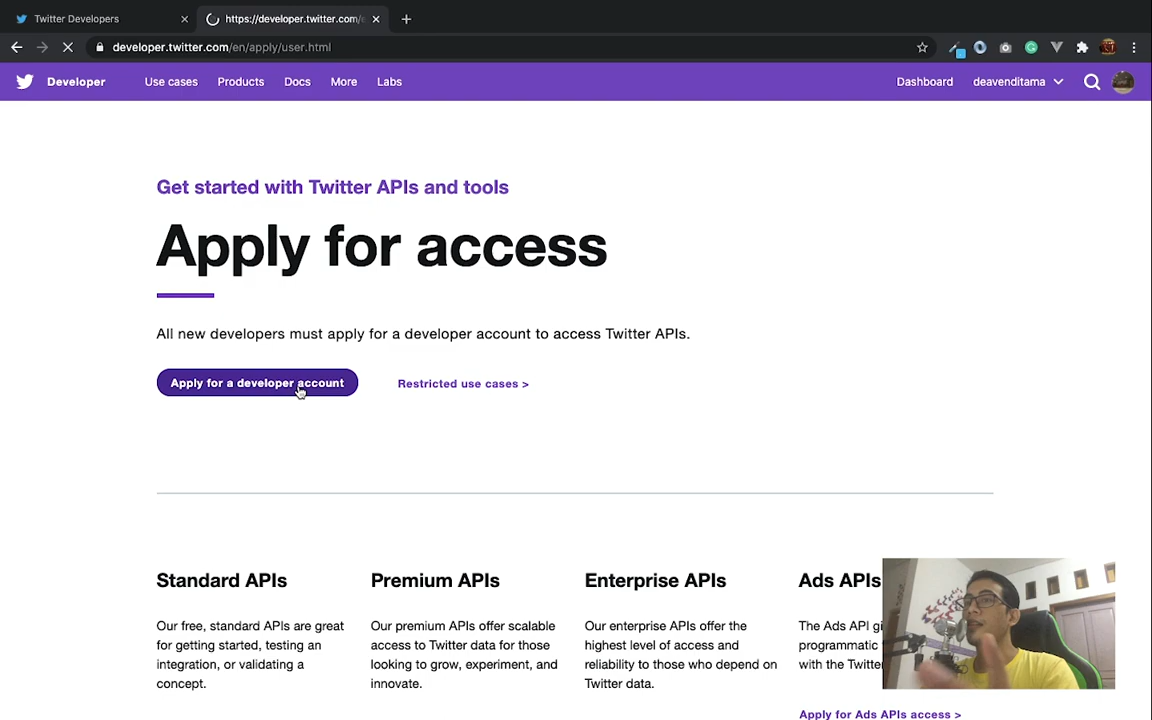 Twitter Developers
https://developer.twitter.com/e
developer.twitter.com/en/apply/user.html
Developer
Use cases
Products
Docs
More
Labs
Dashboard
deavenditama
Get started with Twitter APIs and tools
Apply for access
All new developers must apply for a developer account to access Twitter APIs.
Apply for a developer account
Restricted use cases >
Standard APIs
Our free, standard APIs are great
for getting started, testing an
integration, or validating a
concept.
Premium APIs
Our premium APIs offer scalable
access to Twitter data for those
looking to grow, experiment, and
innovate.
Enterprise APIs
Our enterprise APIs offer the
highest level of access and
reliability to those who depend on
Twitter data.
Ads APIs
The Ads API gi
programmatic
with the Twitte
Apply for Ads APIs access >